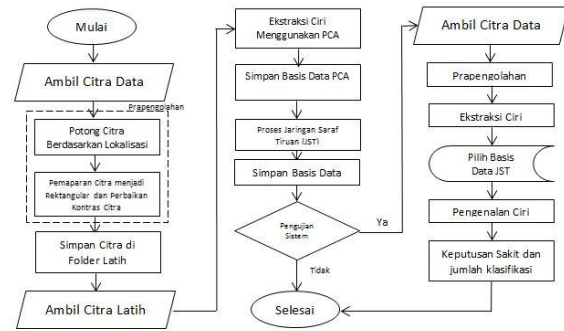 Mulai
Ambil Citra Data
Prapengolahan
Potong Citra
Berdasarkan Lokalisasi
Pemaparan Citra menjadi
Rektangular dan Perbaikan
Kontras Citra
Simpan Citra di
Folder Latih
Ambil Citra Latih
Ekstraksi Ciri
Menggunakan PCA
Simpan Basis Data PCA
Proses Jaringan Saraf
Tiruan (JST)
Simpan Basis Data
Pengujian
Sistem
Ya
Tidak
Selesai
Ambil Citra Data
Prapengolahan
Ekstraksi Ciri
Pilih Basis
Data JST
Pengenalan Ciri
Keputusan Sakit dan
jumlah klasifikasi